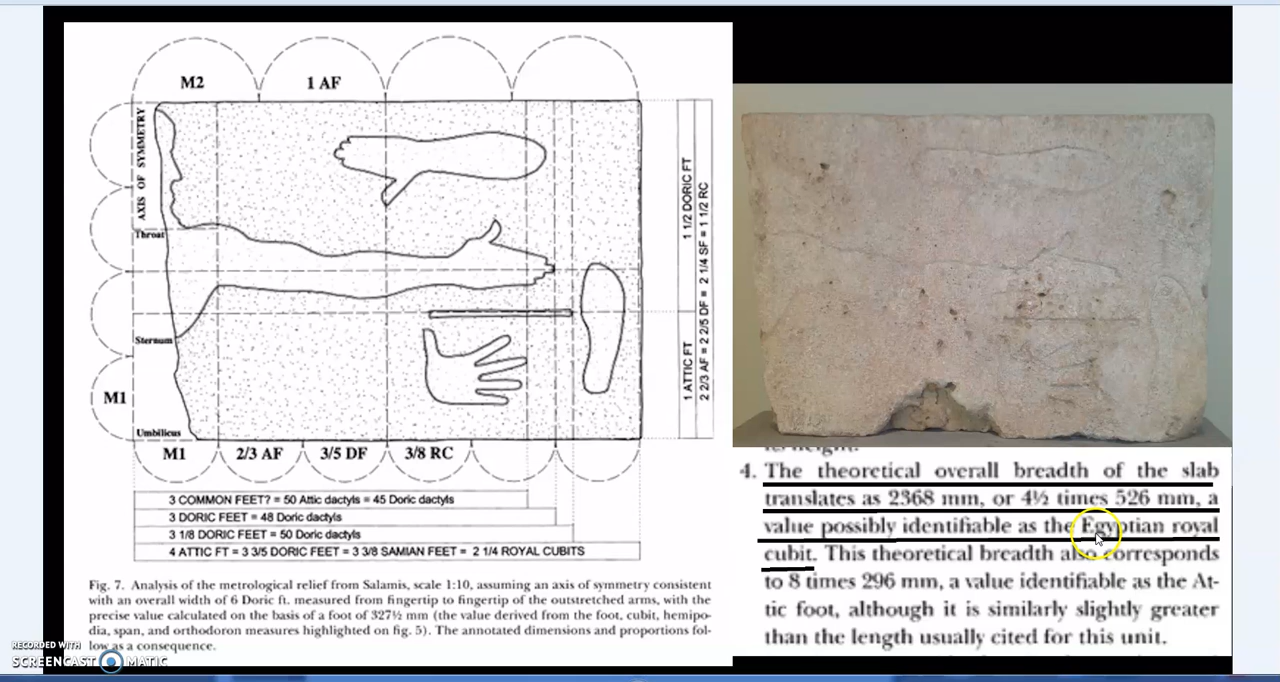 M2
1 AF
AXIS OF SYMMETRY
Throat
Sternum
M1
Umbilicus
M1
2/3 AF
3/5 DF
3/8 RC
1 1/2 DORIC FT
1 ATTIC FT
2 2/3 AF = 2 2/5 DF = 2 1/4 SF = 1 1/2 RC
3 COMMON FEET? = 50 Attic dactyls = 45 Doric dactyls
3 DORIC FEET = 48 Doric dactyls
3 1/8 DORIC FEET = 50 Doric dactyls
4 ATTIC FT = 3 3/5 DORIC FEET = 3 3/8 SAMIAN FEET = 2 1/4 ROYAL CUBITS
Fig. 7. Analysis of the metrological relief from Salamis, scale 1:10, assuming an axis of symmetry consistent
with an overall width of 6 Doric ft. measured from fingertip to fingertip of the outstretched arms, with the
precise value calculated on the basis of a foot of 327½ mm (the value derived from the foot, cubit, hemipo-
dia, span, and orthodoron measures highlighted on fig. 5). The annotated dimensions and proportions fol-
low as a consequence.
its height.
4. The theoretical overall breadth of the slab
translates as 2368 mm, or 4½ times 526 mm, a
value possibly identifiable as the Egyptian royal
cubit. This theoretical breadth also corresponds
to 8 times 296 mm, a value identifiable as the At-
tic foot, although it is similarly slightly greater
than the length usually cited for this unit.
RECORDED WITH
SCREENCAST MATIC